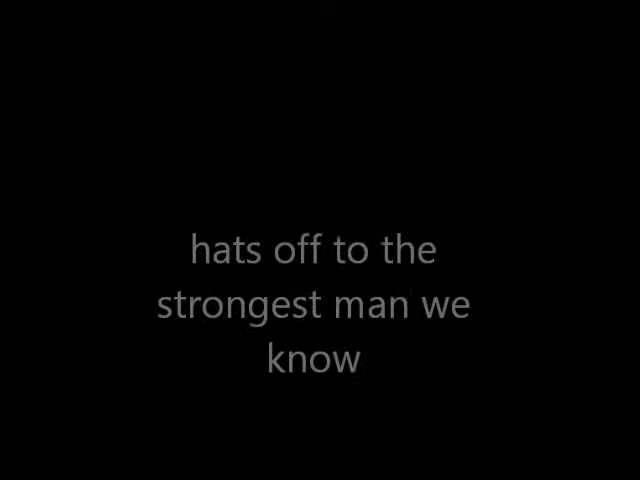 hats off to the
strongest man we
know